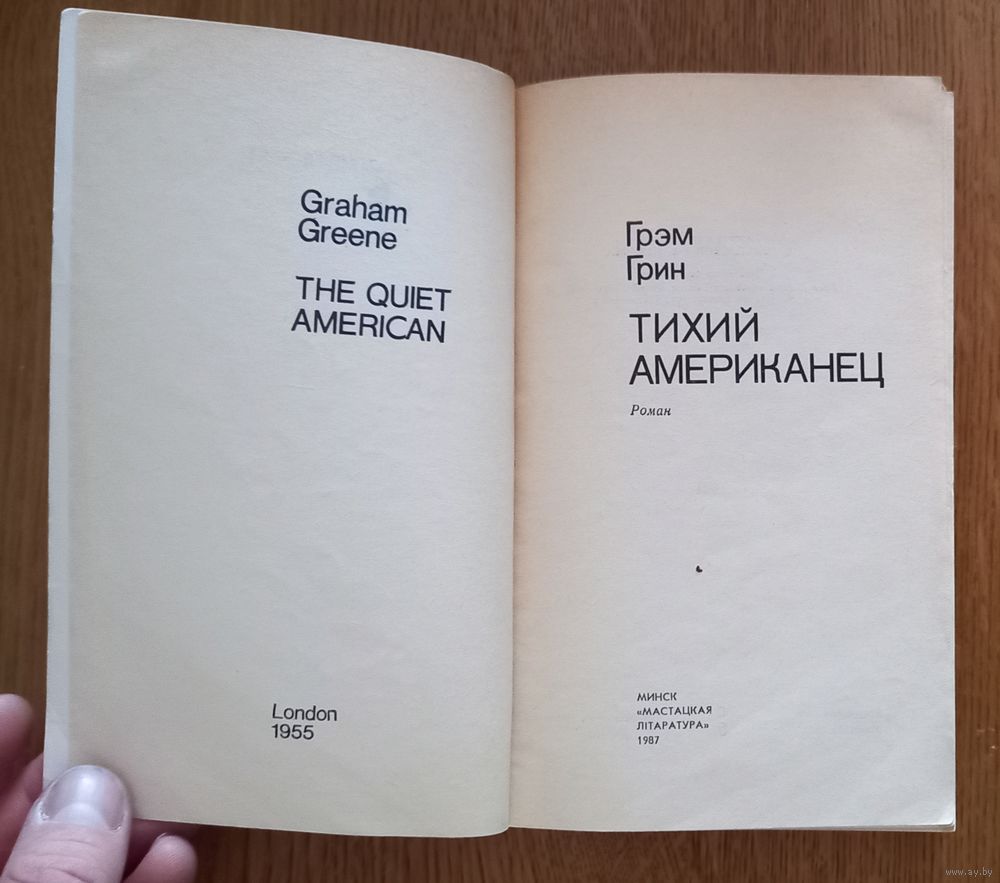 Graham
Greene
THE QUIET
AMERICAN
London
1955
Грэм
Грин
ТИХИЙ
АМЕРИКАНЕЦ
Роман
МИНСК
«МАСТАЦКАЯ
ЛІТАРАТУРА»
1987
www.ay.by